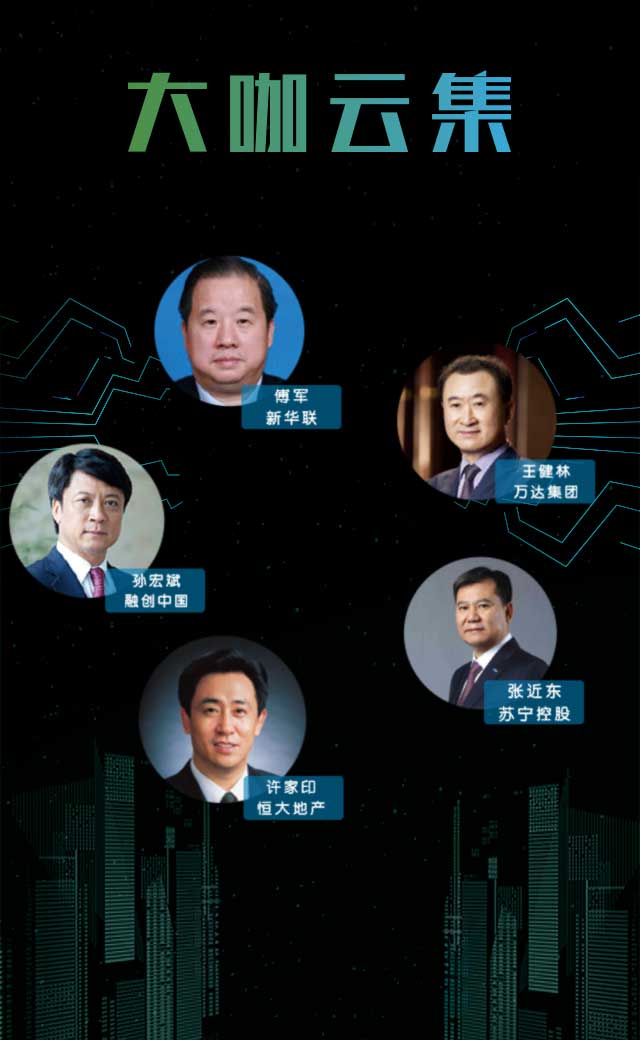 大咖云集
傅军
新华联
王健林
万达集团
孙宏斌
融创中国
张近东
苏宁控股
许家印
恒大地产